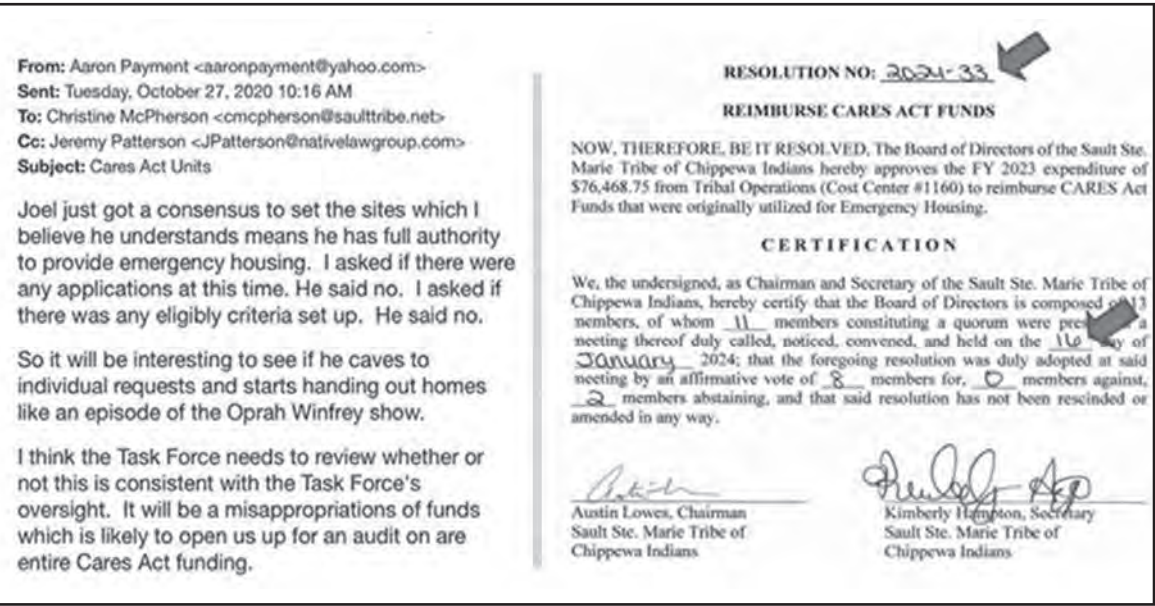 From: Aaron Payment <aaronpayment@yahoo.com>
Sent: Tuesday, October 27, 2020 10:16 AM
To: Christine McPherson <cmcpherson@saulttribe.net>
Cc: Jeremy Patterson <JPatterson@nativelawgroup.com>
Subject: Cares Act Units
Joel just got a consensus to set the sites which I
believe he understands means he has full authority
to provide emergency housing. I asked if there were
any applications at this time. He said no. I asked if
there was any eligibly criteria set up. He said no.
So it will be interesting to see if he caves to
individual requests and starts handing out homes
like an episode of the Oprah Winfrey show.
I think the Task Force needs to review whether or
not this is consistent with the Task Force's
oversight. It will be a misappropriations of funds
which is likely to open us up for an audit on are
entire Cares Act funding.
RESOLUTION NO: 2024-33
REIMBURSE CARES ACT FUNDS
NOW, THEREFORE, BE IT RESOLVED, The Board of Directors of the Sault Ste.
Marie Tribe of Chippewa Indians hereby approves the FY 2023 expenditure of
$76,468.75 from Tribal Operations (Cost Center #1160) to reimburse CARES Act
Funds that were originally utilized for Emergency Housing.
CERTIFICATION
We, the undersigned, as Chairman and Secretary of the Sault Ste. Marie Tribe of
Chippewa Indians, hereby certify that the Board of Directors is composed 13
members, of whom 11 members constituting a quorum were a
meeting thereof duly called, noticed, convened, and held on the 16 of
January 2024; that the foregoing resolution was duly adopted at said
meeting by an affirmative vote of 8 members for, 0 members against,
2 members abstaining, and that said resolution has not been rescinded or
amended in any way.
Austin Lowes, Chairman
Sault Ste. Marie Tribe of
Chippewa Indians
Kimberly Hampton, Secretary
Sault Ste. Marie Tribe of
Chippewa Indians